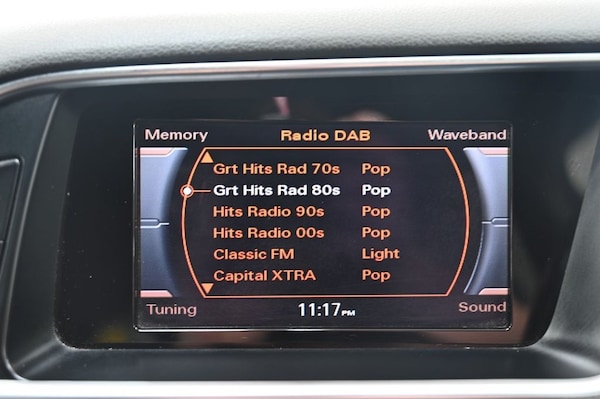 Memory Radio DAB Waveband
Grt Hits Rad 70s Pop
Grt Hits Rad 80s Pop
Hits Radio 90s Pop
Hits Radio 00s Pop
Classic FM Light
Capital XTRA Pop
Tuning 11:17PM Sound